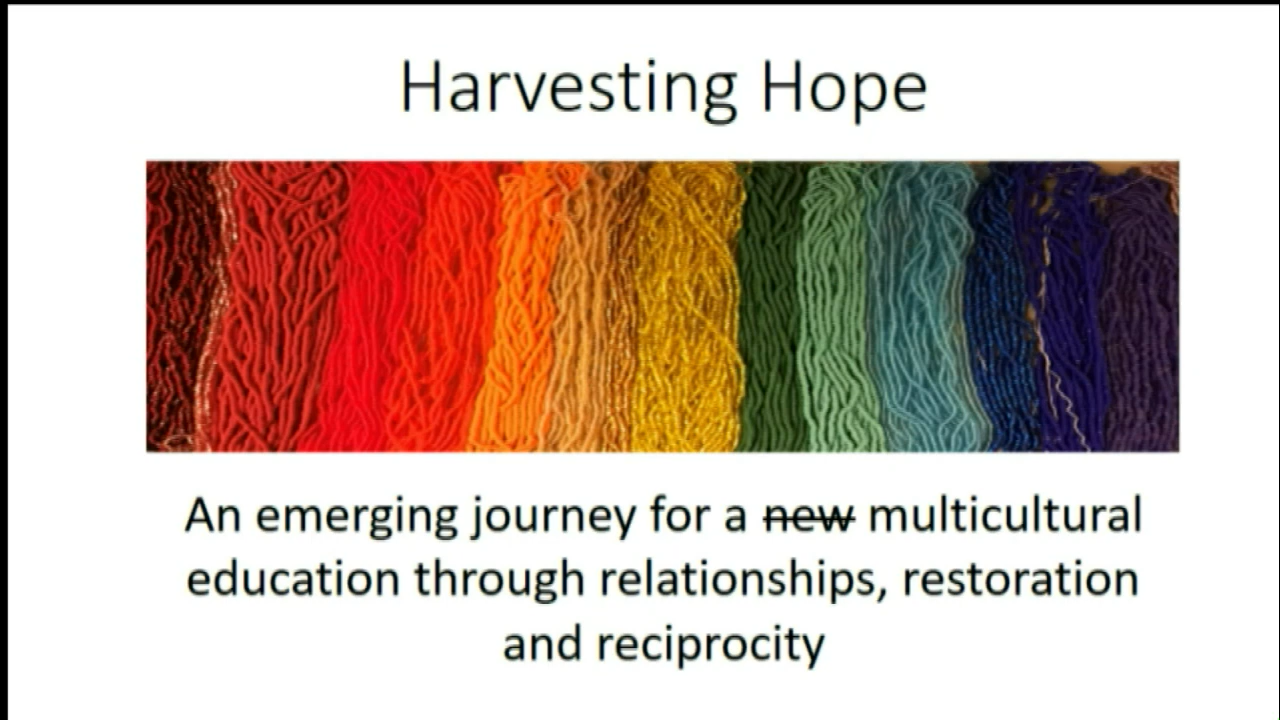 Harvesting Hope
An emerging journey for a new multicultural
education through relationships, restoration
and reciprocity